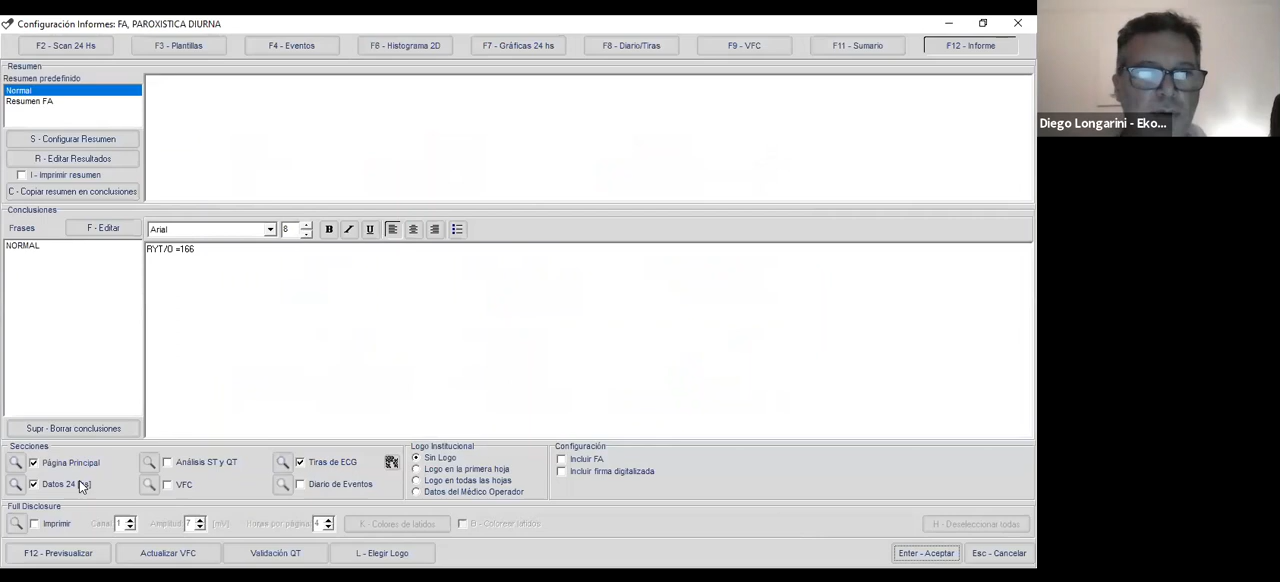 Configuración Informes: FA, PAROXISTICA DIURNA
F2 - Scan 24 Hs
F3 - Plantillas
F4 - Eventos
F6 - Histograma 2D
F7 - Gráficas 24 hs
F8 - Diario/Tiras
F9 - VFC
F11 - Sumario
F12 - Informe
Resumen
Resumen predefinido
Normal
Resumen FA
S - Configurar Resumen
R - Editar Resultados
I - Imprimir resumen
C - Copiar resumen en conclusiones
Conclusiones
Frases
F - Editar
Arial
8
B
I
U
NORMAL
RYT/0 =166
Supr - Borrar conclusiones
Secciones
Página Principal
Análisis ST y QT
Tiras de ECG
Datos 24
VFC
Diario de Eventos
Logo Institucional
Sin Logo
Logo en la primera hoja
Logo en todas las hojas
Datos del Médico Operador
Configuración
Incluir FA
Incluir firma digitalizada
Full Disclosure
Imprimir
Canal
1
Amplitud
7
[mV]
Horas por página
4
K - Colores de latidos
B - Colorear latidos
H - Deseleccionar todas
F12 - Previsualizar
Actualizar VFC
Validación QT
L - Elegir Logo
Enter - Aceptar
Esc - Cancelar
Diego Longarini - Eko...